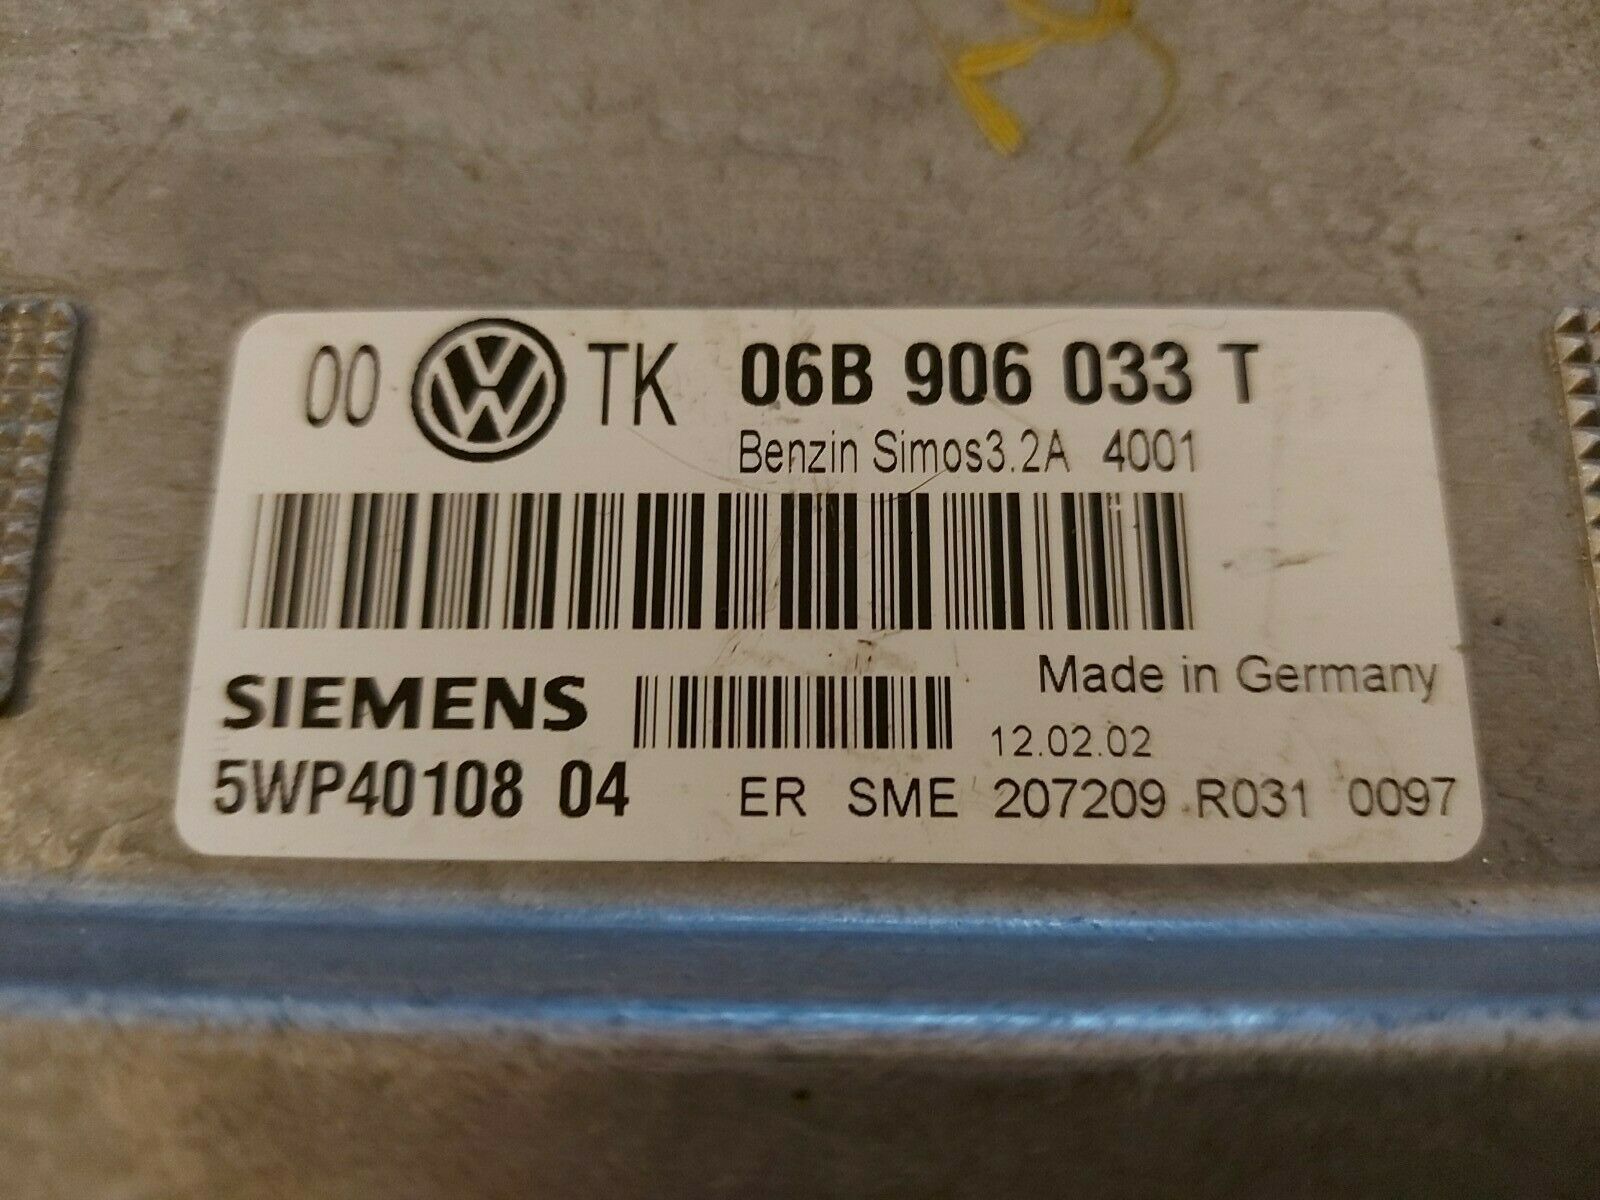 00 TK 06B 906 033 T
Benzin Simos3.2A 4001
SIEMENS
Made in Germany
12.02.02
5WP40108 04
ER SME 207209 R031 0097